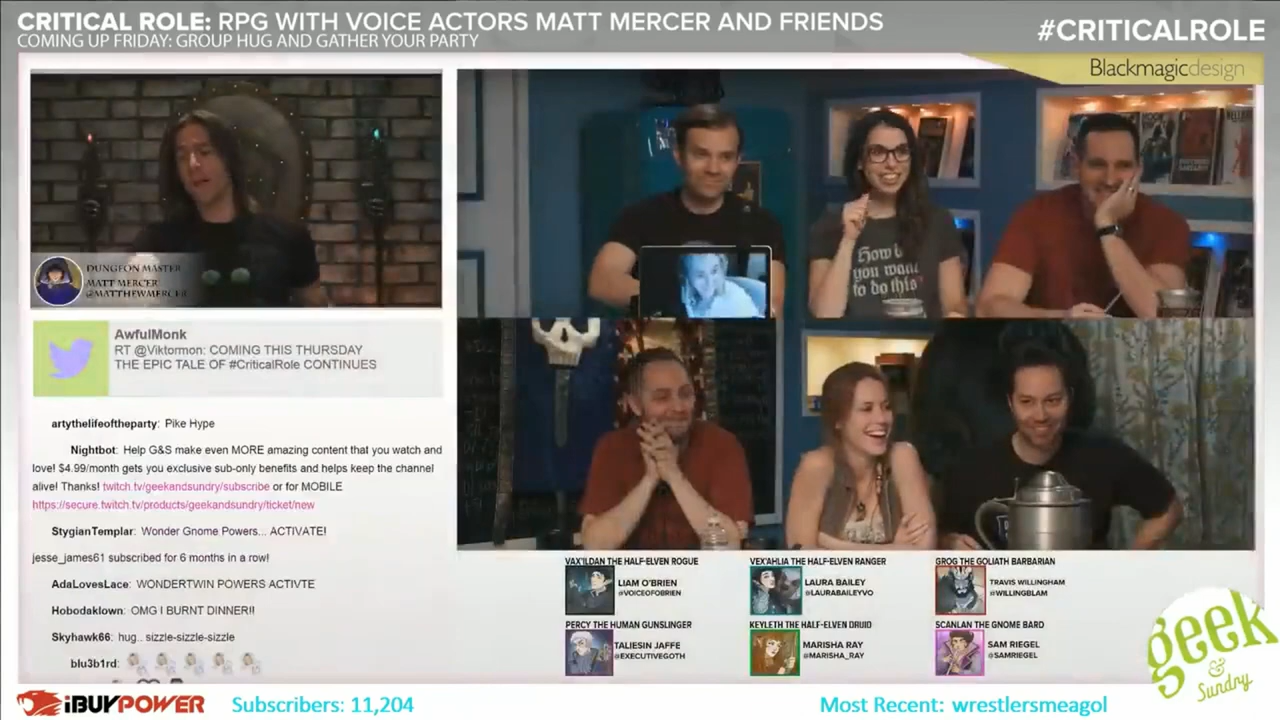 CRITICAL ROLE: RPG WITH VOICE ACTORS MATT MERCER AND FRIENDS
COMING UP FRIDAY: GROUP HUG AND GATHER YOUR PARTY
#CRITICALROLE
Blackmagicdesign
DUNGEON MASTER
MATT MERCER
@MATTHEWMERCER
How do
you want
to do this
AwfulMonk
RT @Viktormon: COMING THIS THURSDAY
THE EPIC TALE OF #CriticalRole CONTINUES
artythelifeoftheparty: Pike Hype
Nightbot: Help G&S make even MORE amazing content that you watch and
love! $4.99/month gets you exclusive sub-only benefits and helps keep the channel
alive! Thanks! twitch.tv/geekandsundry/subscribe or for MOBILE
https://secure.twitch.tv/products/geekandsundry/ticket/new
StygianTemplar: Wonder Gnome Powers... ACTIVATE!
jesse_james61 subscribed for 6 months in a row!
AdaLovesLace: WONDERTWIN POWERS ACTIVTE
Hobodaklown: OMG I BURNT DINNER!!
Skyhawk66: hug.. sizzle-sizzle-sizzle
blu3b1rd:
VAX'ILDAN THE HALF-ELVEN ROGUE
LIAM O'BRIEN
@VOICEOFOBRIEN
VEX'AHLIA THE HALF-ELVEN RANGER
LAURA BAILEY
@LAURABAILEYVO
GROG THE GOLIATH BARBARIAN
TRAVIS WILLINGHAM
@WILLINGBLAM
PERCY THE HUMAN GUNSLINGER
TALIESIN JAFFE
@EXECUTIVEGOTH
KEYLETH THE HALF-ELVEN DRUID
MARISHA RAY
@MARISHA_RAY
SCANLAN THE GNOME BARD
SAM RIEGEL
@SAMRIEGEL
geek
&
Sundry
iBUYPOWER
Subscribers: 11,204
Most Recent: wrestlersmeagol